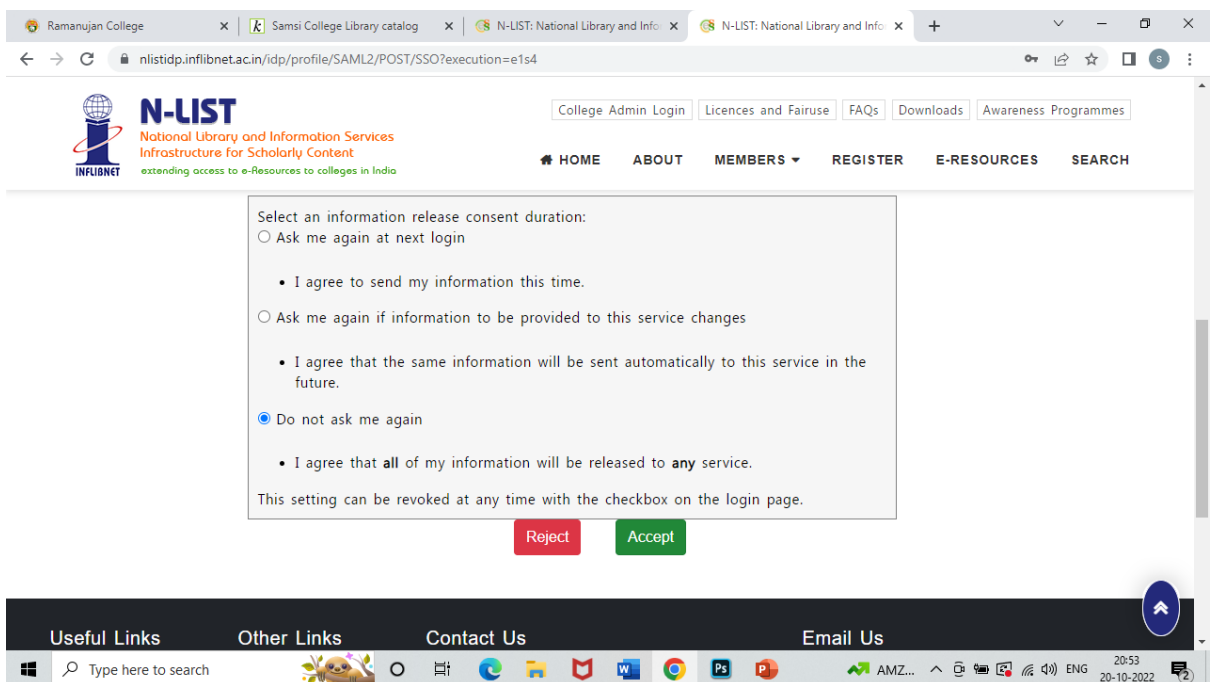 Ramanujan College
Samsi College Library catalog
N-LIST: National Library and Info
N-LIST: National Library and Info
nlistidp.inflibnet.ac.in/idp/profile/SAML2/POST/SSO?execution=e1s4
S
INFLIBNET
N-LIST
National Library and Information Services
Infrastructure for Scholarly Content
extending access to e-Resources to colleges in India
College Admin Login
Licences and Fairuse
FAQs
Downloads
Awareness Programmes
HOME
ABOUT
MEMBERS
REGISTER
E-RESOURCES
SEARCH
Select an information release consent duration:
Ask me again at next login
• I agree to send my information this time.
Ask me again if information to be provided to this service changes
• I agree that the same information will be sent automatically to this service in the
future.
Do not ask me again
• I agree that all of my information will be released to any service.
This setting can be revoked at any time with the checkbox on the login page.
Reject
Accept
Useful Links
Other Links
Contact Us
Email Us
Type here to search
W
Ps
P
AMZ...
ENG
20:53
20-10-2022
2